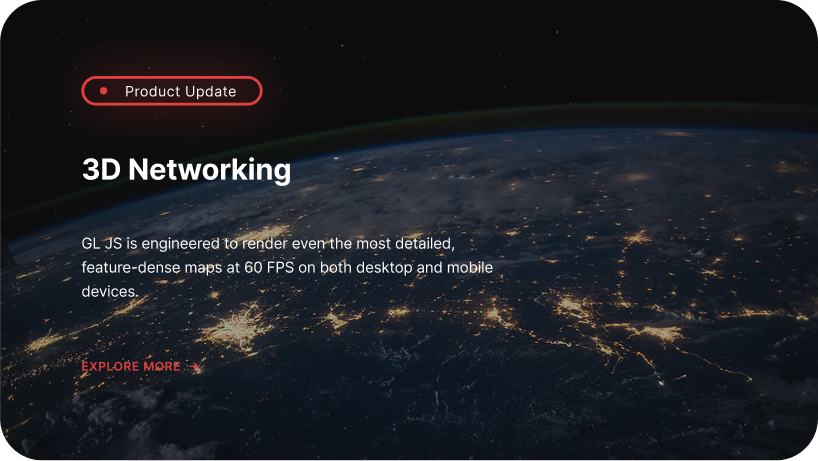 Product Update
3D Networking
GL JS is engineered to render even the most detailed,
feature-dense maps at 60 FPS on both desktop and mobile
devices.
EXPLORE MORE →